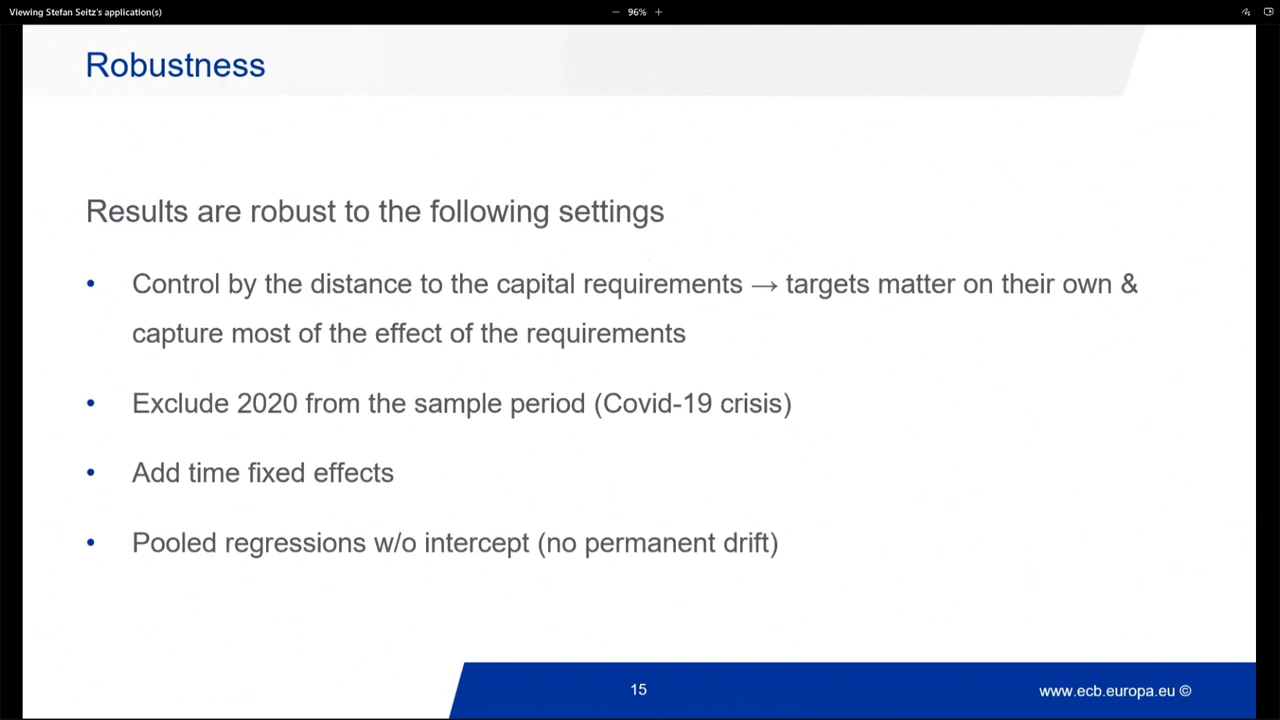 Viewing Stefan Seitz's application(s)
− 96% +
Robustness
Results are robust to the following settings
• Control by the distance to the capital requirements → targets matter on their own &
capture most of the effect of the requirements
• Exclude 2020 from the sample period (Covid-19 crisis)
• Add time fixed effects
• Pooled regressions w/o intercept (no permanent drift)
15
www.ecb.europa.eu ©